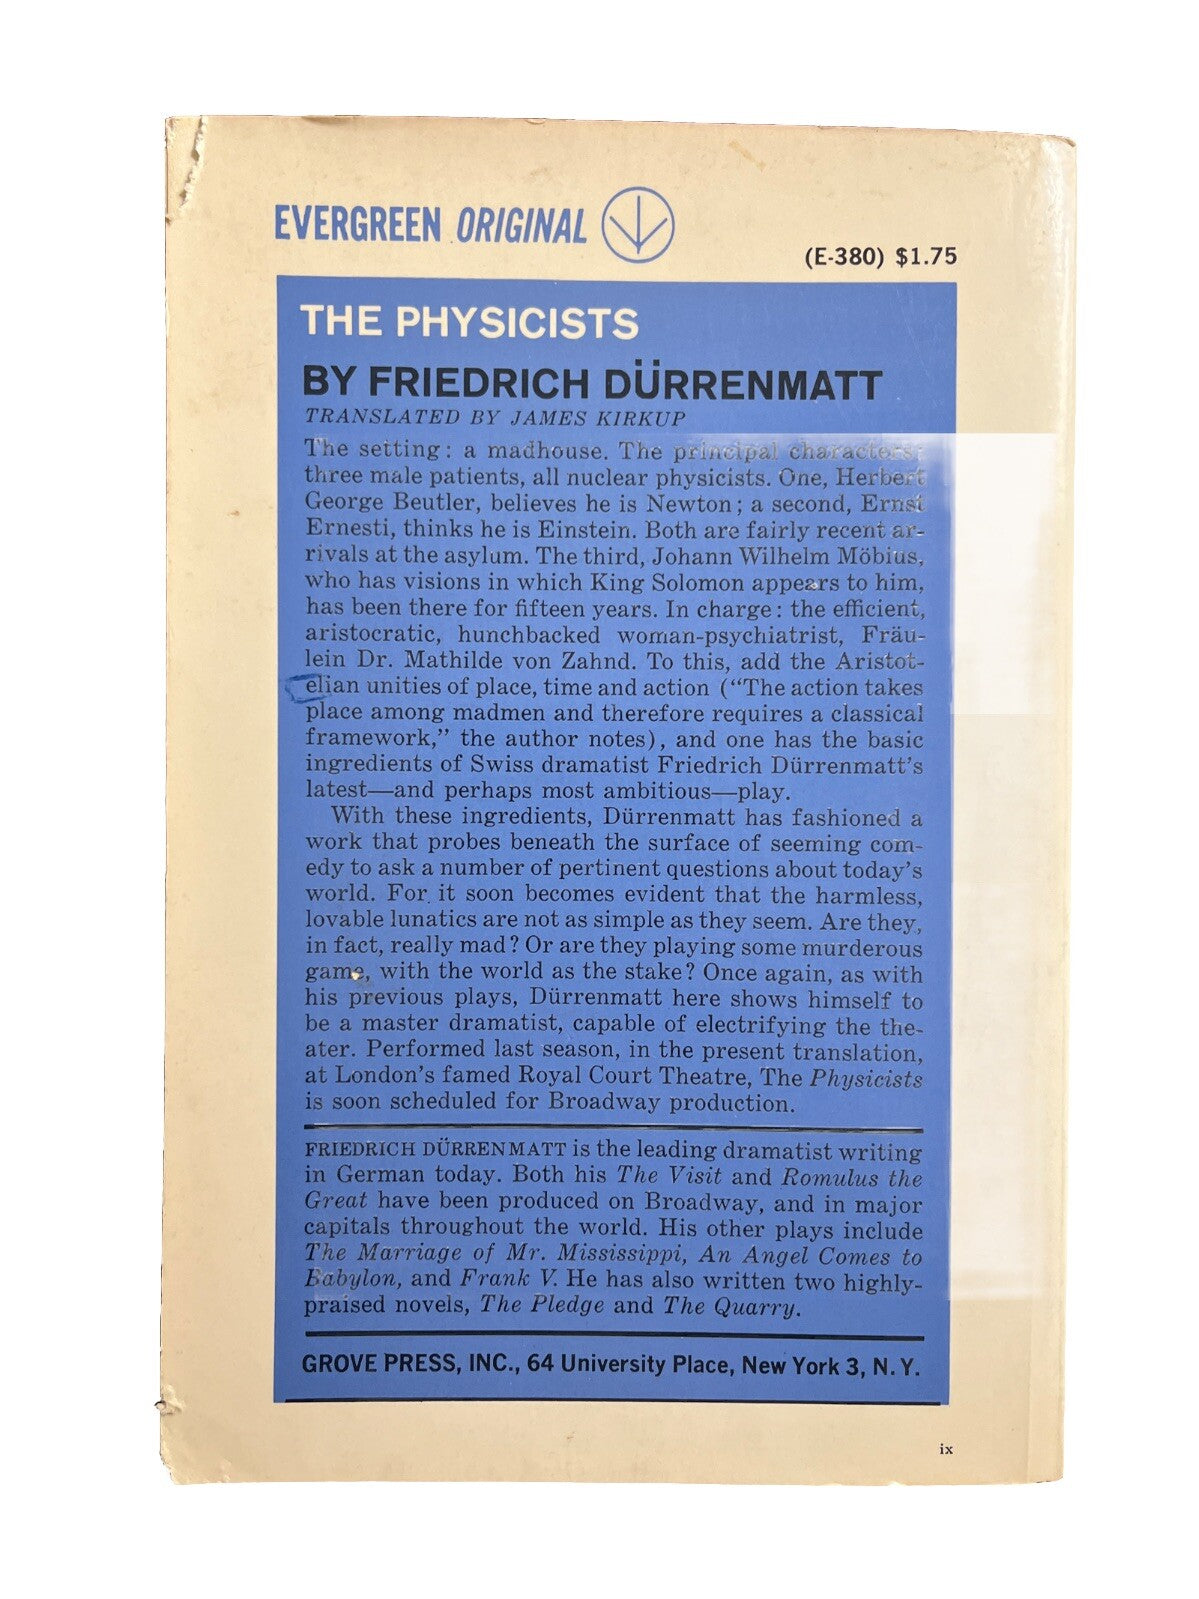 EVERGREEN ORIGINAL
(E-380) $1.75
THE PHYSICISTS
BY FRIEDRICH DÜRRENMATT
TRANSLATED BY JAMES KIRKUP
The setting: a madhouse. The principal characters:
three male patients, all nuclear physicists. One, Herbert
George Beutler, believes he is Newton; a second, Ernst
Ernesti, thinks he is Einstein. Both are fairly recent ar-
rivals at the asylum. The third, Johann Wilhelm Möbius,
who has visions in which King Solomon appears to him,
has been there for fifteen years. In charge: the efficient,
aristocratic, hunchbacked woman-psychiatrist, Fräu-
lein Dr. Mathilde von Zahnd. To this, add the Aristot-
elian unities of place, time and action (“The action takes
place among madmen and therefore requires a classical
framework,” the author notes), and one has the basic
ingredients of Swiss dramatist Friedrich Dürrenmatt’s
latest—and perhaps most ambitious—play.
With these ingredients, Dürrenmatt has fashioned a
work that probes beneath the surface of seeming com-
edy to ask a number of pertinent questions about today’s
world. For it soon becomes evident that the harmless,
lovable lunatics are not as simple as they seem. Are they,
in fact, really mad? Or are they playing some murderous
game, with the world as the stake? Once again, as with
his previous plays, Dürrenmatt here shows himself to
be a master dramatist, capable of electrifying the the-
ater. Performed last season, in the present translation,
at London’s famed Royal Court Theatre, The Physicists
is soon scheduled for Broadway production.
FRIEDRICH DÜRRENMATT is the leading dramatist writing
in German today. Both his The Visit and Romulus the
Great have been produced on Broadway, and in major
capitals throughout the world. His other plays include
The Marriage of Mr. Mississippi, An Angel Comes to
Babylon, and Frank V. He has also written two highly-
praised novels, The Pledge and The Quarry.
GROVE PRESS, INC., 64 University Place, New York 3, N. Y.
ix